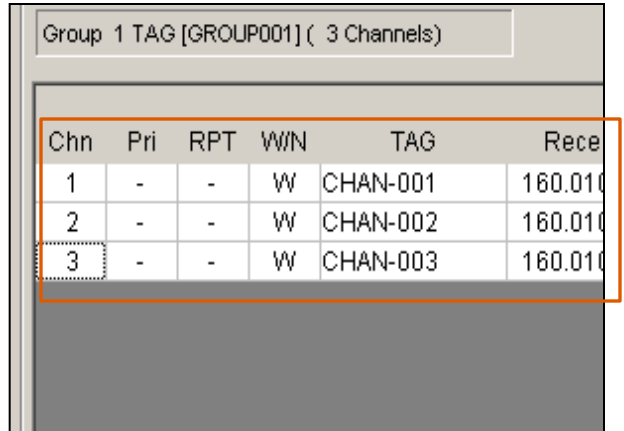 Group 1 TAG [GROUP001] ( 3 Channels)
Chn Pri RPT W/N TAG Rece
1 - - W CHAN-001 160.010
2 - - W CHAN-002 160.010
3 - - W CHAN-003 160.010